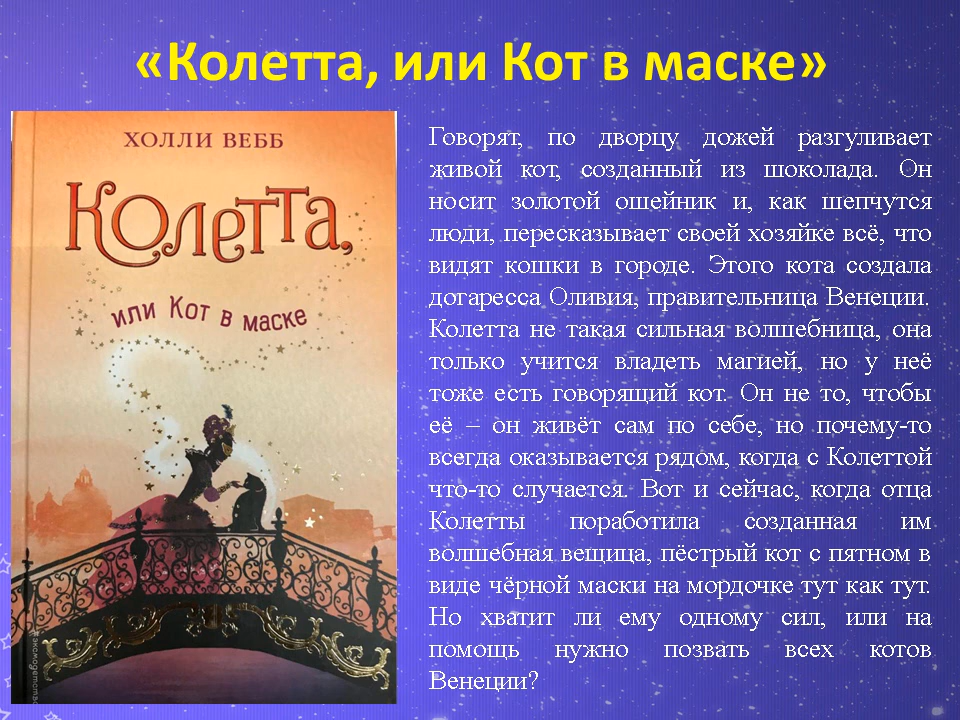 «Колетта, или Кот в маске»
ХОЛЛИ ВЕББ
Колетта,
или Кот в маске
#эксмодетство
Говорят, по дворцу дожей разгуливает
живой кот, созданный из шоколада. Он
носит золотой ошейник и, как шепчутся
люди, пересказывает своей хозяйке всё, что
видят кошки в городе. Этого кота создала
догаресса Оливия, правительница Венеции.
Колетта не такая сильная волшебница, она
только учится владеть магией, но у неё
тоже есть говорящий кот. Он не то, чтобы
её – он живёт сам по себе, но почему-то
всегда оказывается рядом, когда с Колеттой
что-то случается. Вот и сейчас, когда отца
Колетты поработила созданная им
волшебная вещица, пёстрый кот с пятном в
виде чёрной маски на мордочке тут как тут.
Но хватит ли ему одному сил, или на
помощь нужно позвать всех котов
Венеции?